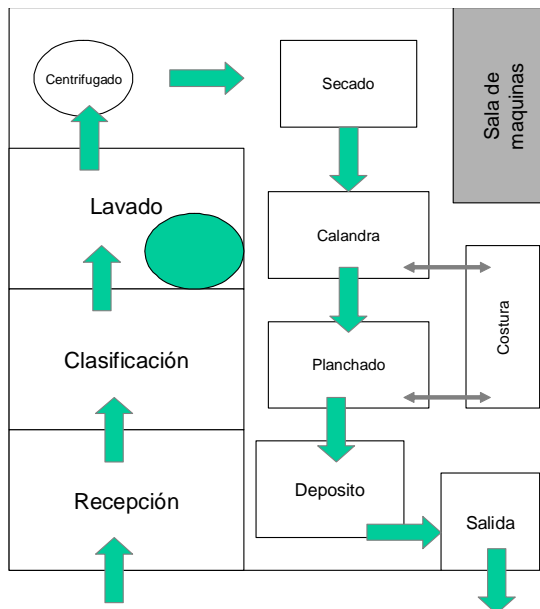 Centrifugado
Secado
Sala de
maquinas
Lavado
Calandra
Costura
Clasificación
Planchado
Recepción
Deposito
Salida